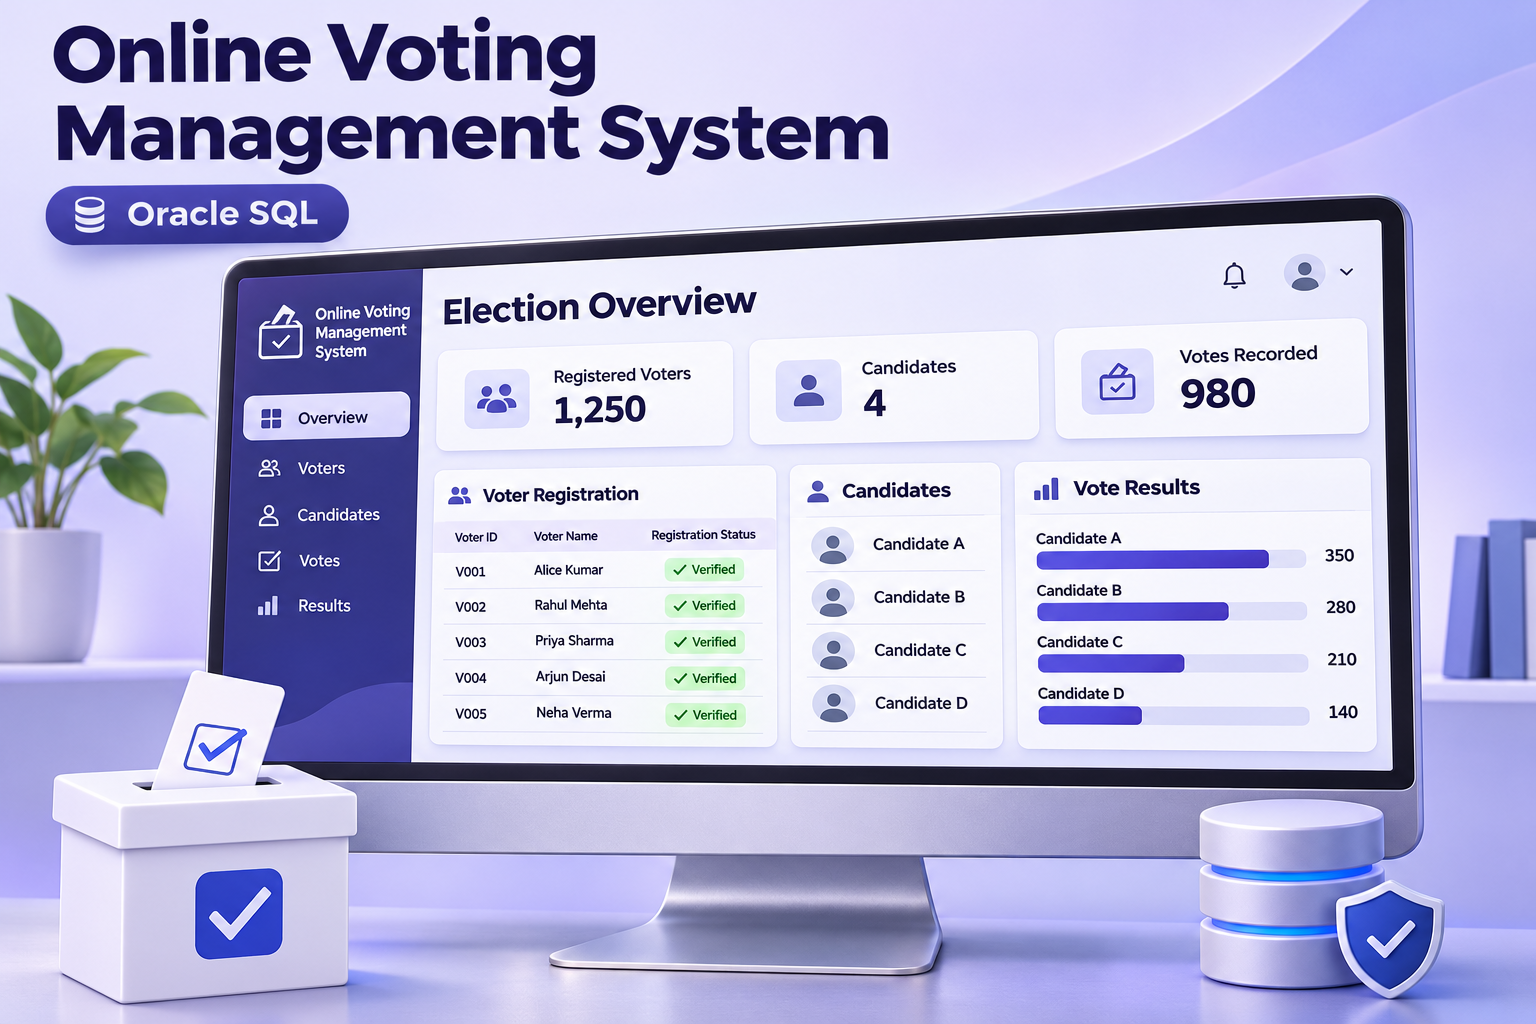 Online Voting
Management System
Oracle SQL
Online Voting
Management
System
Overview
Voters
Candidates
Votes
Results
Election Overview
Registered Voters
1,250
Candidates
4
Votes Recorded
980
Voter Registration
Voter ID Voter Name Registration Status
V001 Alice Kumar Verified
V002 Rahul Mehta Verified
V003 Priya Sharma Verified
V004 Arjun Desai Verified
V005 Neha Verma Verified
Candidates
Candidate A
Candidate B
Candidate C
Candidate D
Vote Results
Candidate A
350
Candidate B
280
Candidate C
210
Candidate D
140